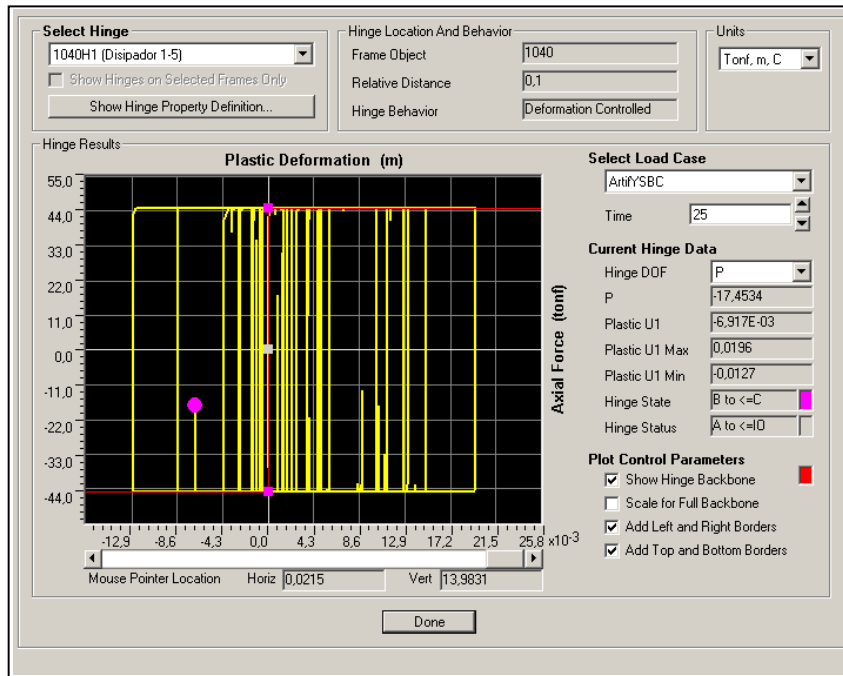 Select Hinge
1040H1 (Disipador 1-5)
Show Hinges on Selected Frames Only
Show Hinge Property Definition...
Hinge Location And Behavior
Frame Object
1040
Relative Distance
0,1
Hinge Behavior
Deformation Controlled
Units
Tonf, m, C
Hinge Results
Plastic Deformation (m)
55,0
44,0
33,0
22,0
11,0
0,0
-11,0
-22,0
-33,0
-44,0
-12,9 -8,6 -4,3 0,0 4,3 8,6 12,9 17,2 21,5 25,8 x10-3
Axial Force (tonf)
Mouse Pointer Location Horiz 0,0215 Vert 13,9831
Select Load Case
ArtifYSBC
Time 25
Current Hinge Data
Hinge DOF P
P -17,4534
Plastic U1 -6,917E-03
Plastic U1 Max 0,0196
Plastic U1 Min -0,0127
Hinge State B to <=C
Hinge Status A to <=IO
Plot Control Parameters
Show Hinge Backbone
Scale for Full Backbone
Add Left and Right Borders
Add Top and Bottom Borders
Done